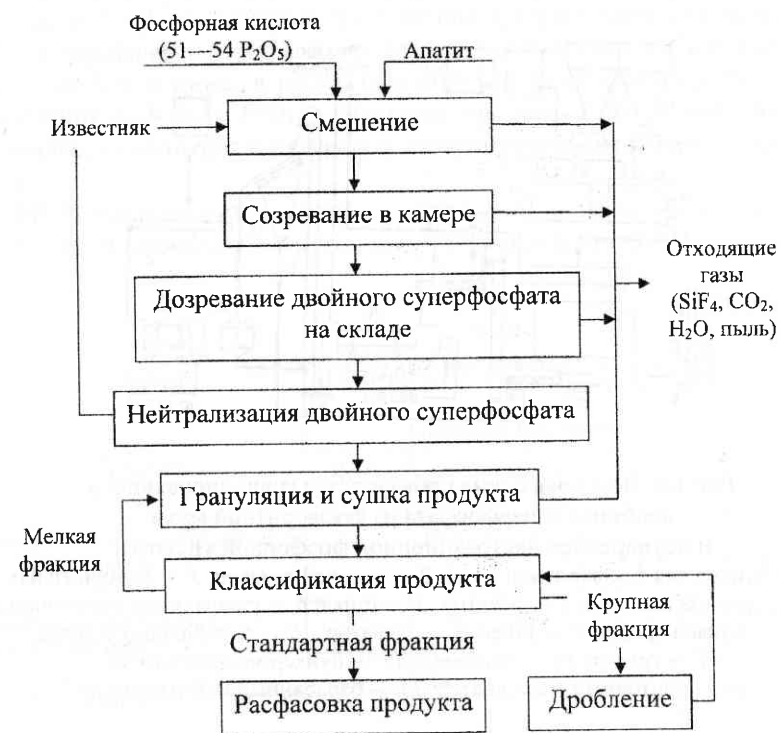 Фосфорная кислота
(51—54 P₂O₅)
Апатит
Известняк
Смешение
Созревание в камере
Отходящие
газы
(SiF₄, CO₂,
H₂O, пыль)
Дозревание двойного суперфосфата
на складе
Нейтрализация двойного суперфосфата
Грануляция и сушка продукта
Мелкая
фракция
Классификация продукта
Крупная
фракция
Стандартная фракция
Расфасовка продукта
Дробление